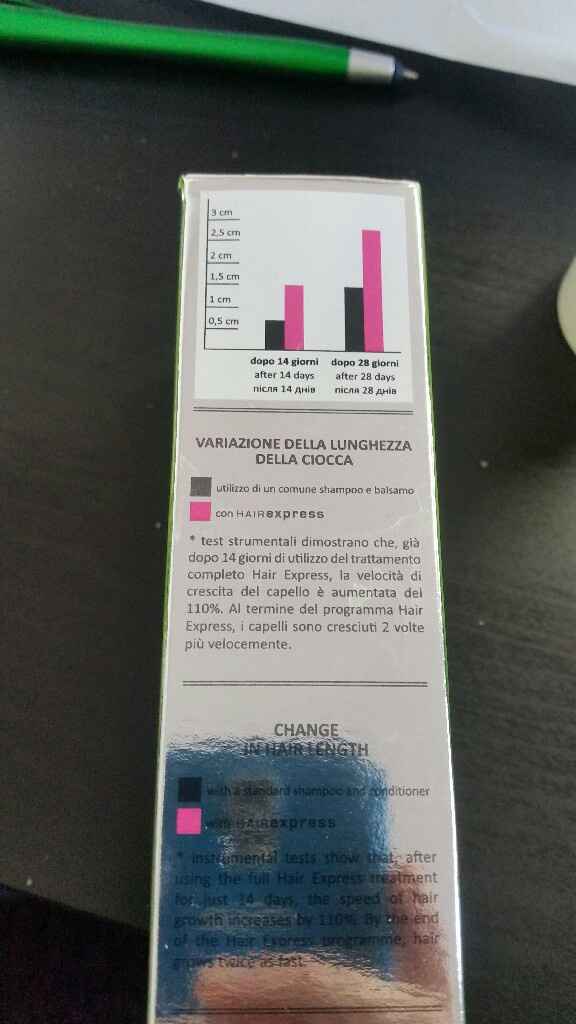 3 cm
2,5 cm
2 cm
1,5 cm
1 cm
0,5 cm
dopo 14 giorni dopo 28 giorni
after 14 days after 28 days
після 14 днів після 28 днів
VARIAZIONE DELLA LUNGHEZZA
DELLA CIOCCA
utilizzo di un comune shampoo e balsamo
con HAIRexpress
* test strumentali dimostrano che, già
dopo 14 giorni di utilizzo del trattamento
completo Hair Express, la velocità di
crescita del capello è aumentata del
110%. Al termine del programma Hair
Express, i capelli sono cresciuti 2 volte
più velocemente.
CHANGE
IN HAIR LENGTH
with a standard shampoo and conditioner
with HAIRexpress
* instrumental tests show that, after
using the full Hair Express treatment
for just 14 days, the speed of hair
growth increases by 110%. By the end
of the Hair Express programme, hair
grows twice as fast.